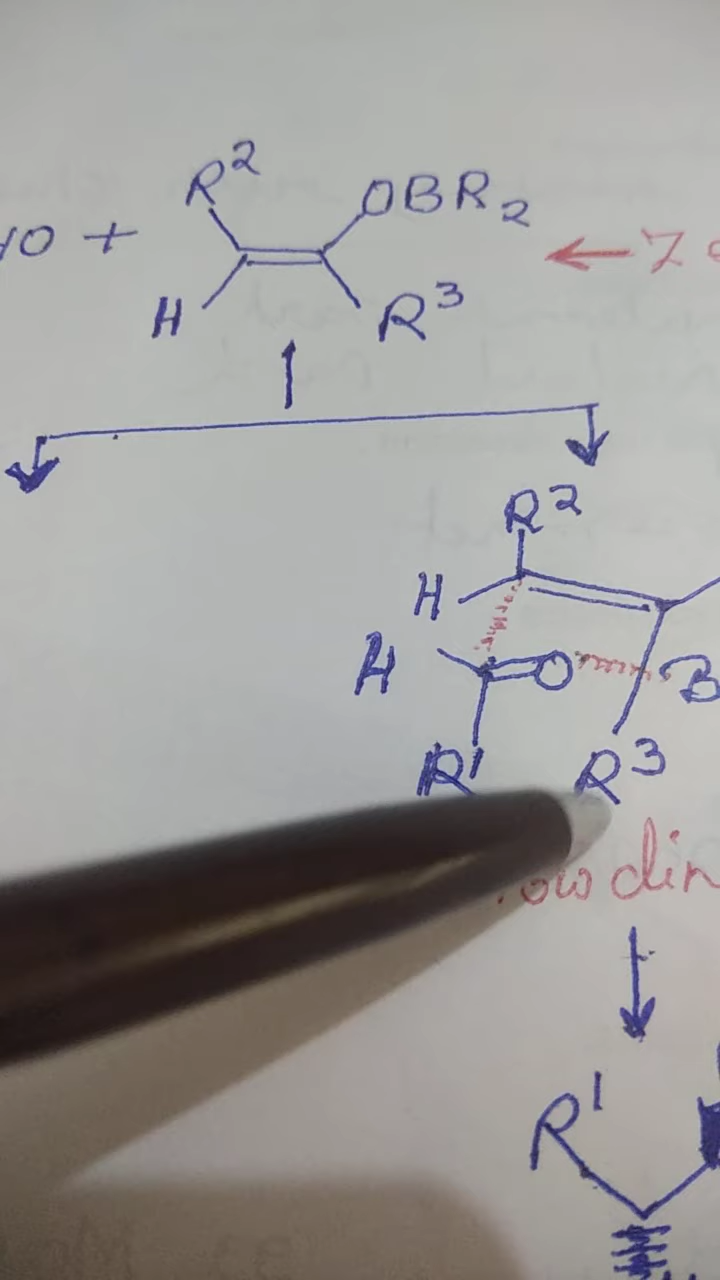 O + R² OBR₂
H R³ ← Z
R²
H
H O B
R¹ R³
R¹